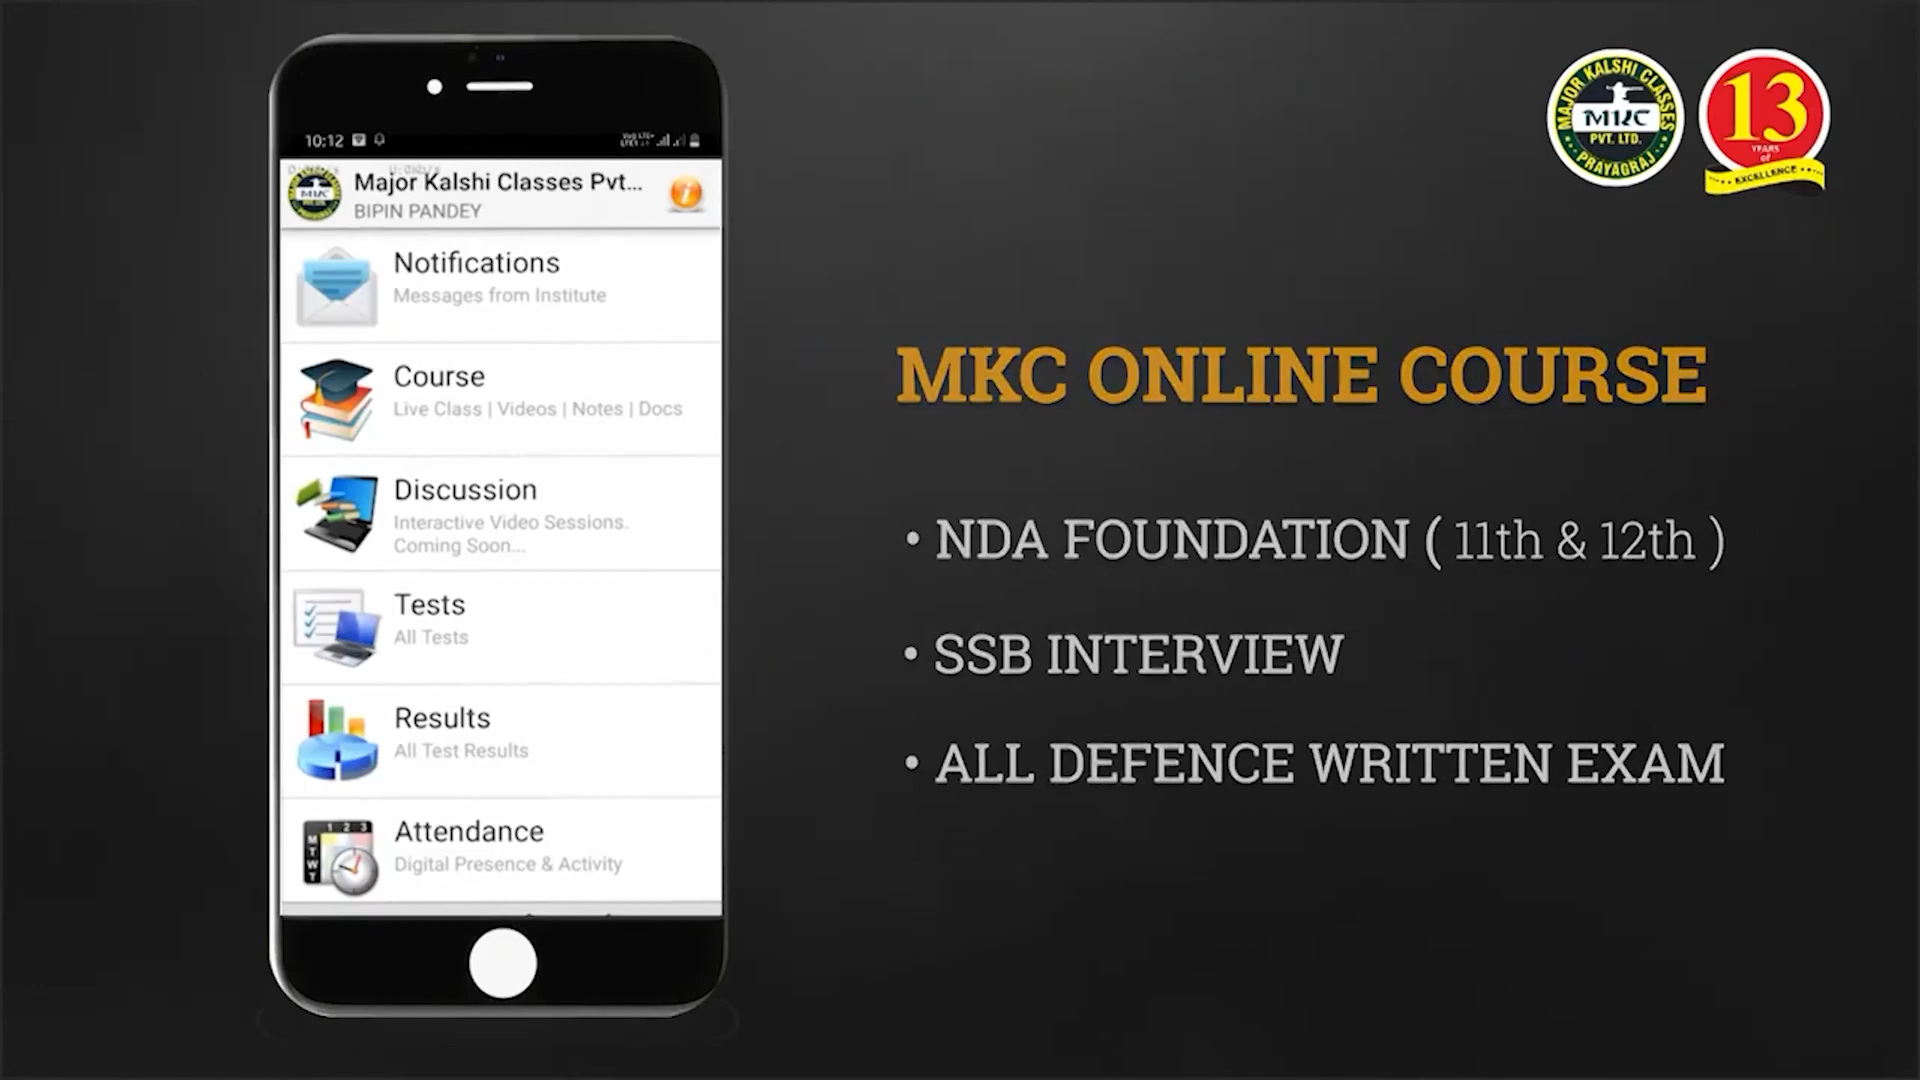 10:12
Major Kalshi Classes Pvt...
BIPIN PANDEY
Notifications
Messages from Institute
Course
Live Class | Videos | Notes | Docs
Discussion
Interactive Video Sessions.
Coming Soon...
Tests
All Tests
Results
All Test Results
1 2 3
M
T
W
T
Attendance
Digital Presence & Activity
MAJOR KALSHI CLASSES
MKC
PVT. LTD.
PRAYAGRAJ
13
YEARS
of
EXCELLENCE
MKC ONLINE COURSE
• NDA FOUNDATION ( 11th & 12th )
• SSB INTERVIEW
• ALL DEFENCE WRITTEN EXAM